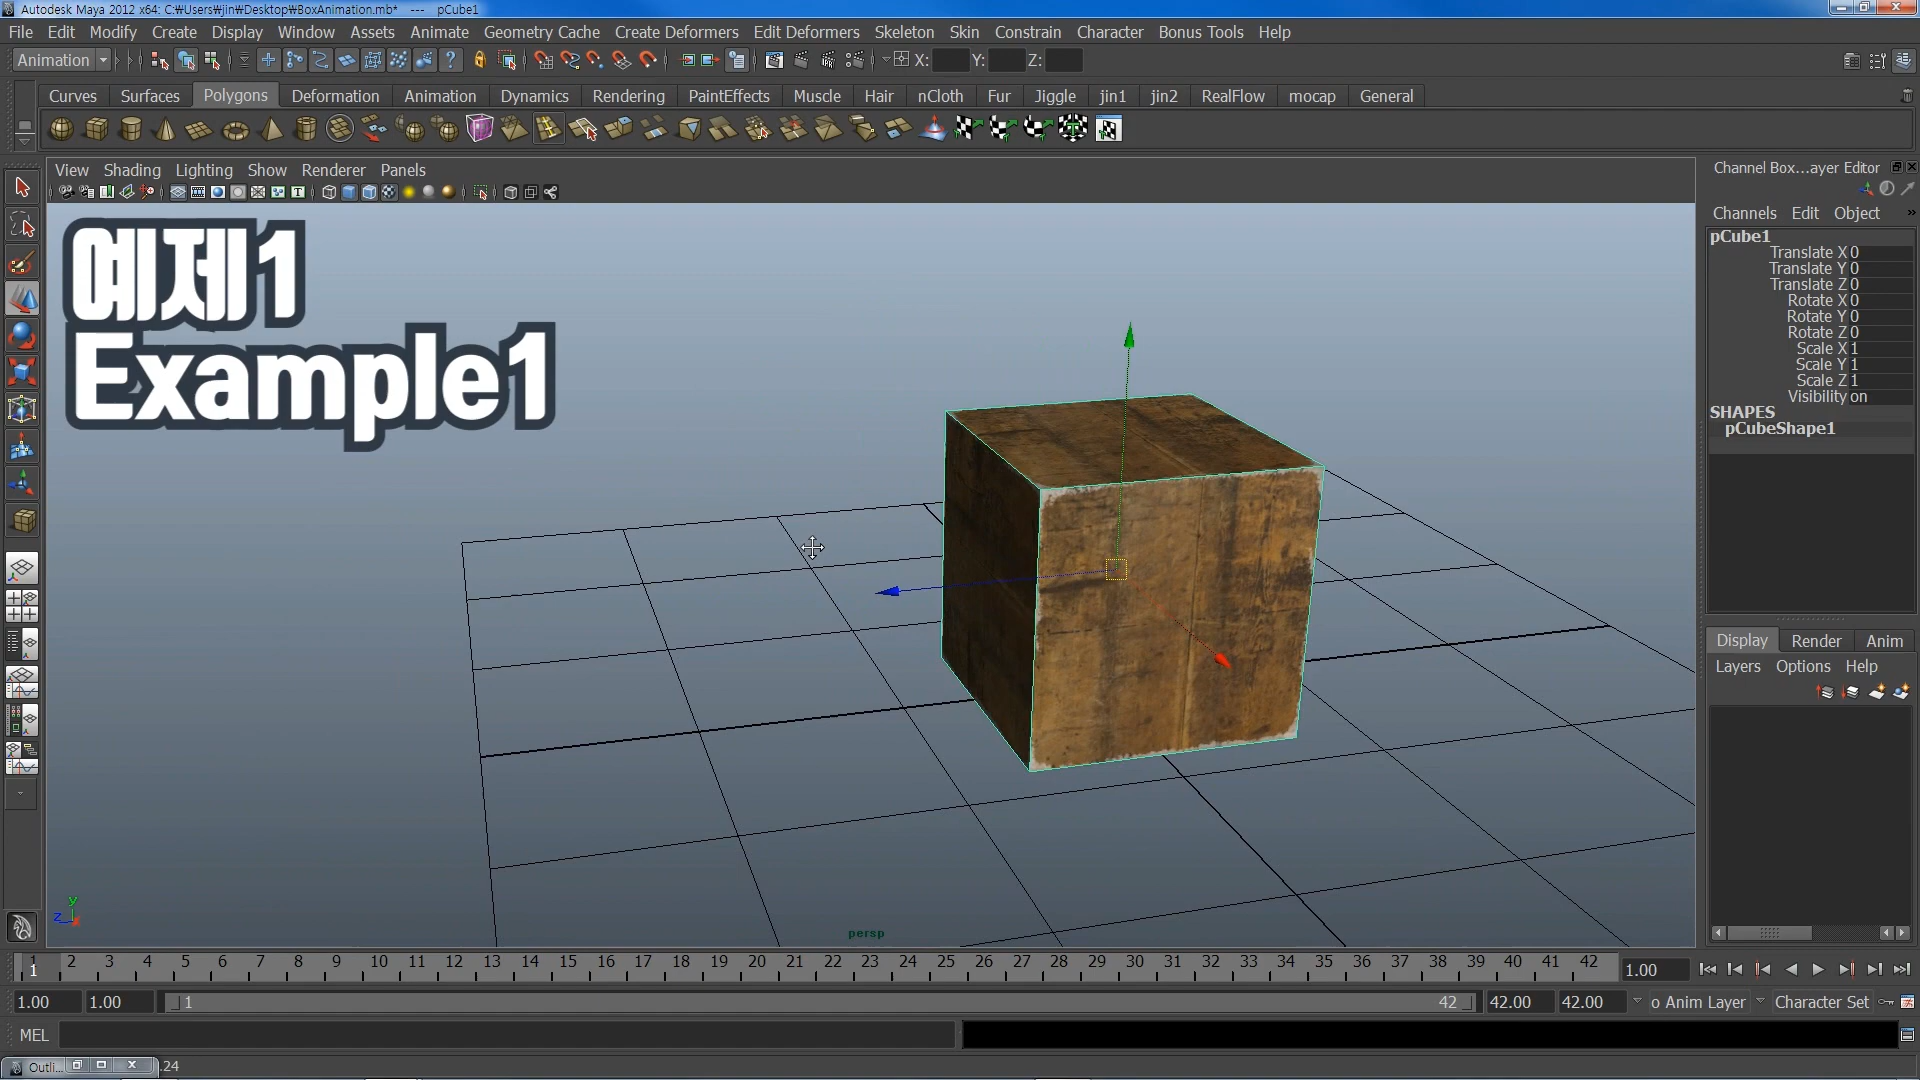 Autodesk Maya 2012 x64: C:₩Users₩jin₩Desktop₩BoxAnimation.mb* --- pCube1
File Edit Modify Create Display Window Assets Animate Geometry Cache Create Deformers Edit Deformers Skeleton Skin Constrain Character Bonus Tools Help
Animation X: Y: Z:
Curves Surfaces Polygons Deformation Animation Dynamics Rendering PaintEffects Muscle Hair nCloth Fur Jiggle jin1 jin2 RealFlow mocap General
View Shading Lighting Show Renderer Panels
예제1
Example1
persp
y
z
x
Channel Box...ayer Editor
Channels Edit Object »
pCube1
Translate X 0
Translate Y 0
Translate Z 0
Rotate X 0
Rotate Y 0
Rotate Z 0
Scale X 1
Scale Y 1
Scale Z 1
Visibility on
SHAPES
pCubeShape1
Display Render Anim
Layers Options Help
1 2 3 4 5 6 7 8 9 10 11 12 13 14 15 16 17 18 19 20 21 22 23 24 25 26 27 28 29 30 31 32 33 34 35 36 37 38 39 40 41 42
1 1.00
1.00 1.00 1 42 42.00 42.00 o Anim Layer Character Set
MEL
Outli... .24